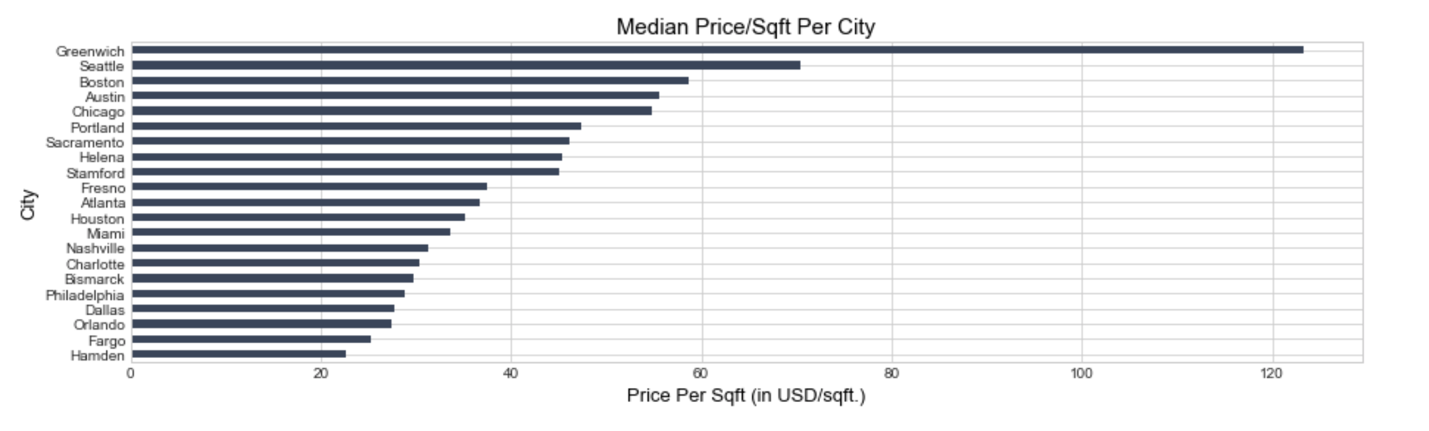 Median Price/Sqft Per City
City
Greenwich
Seattle
Boston
Austin
Chicago
Portland
Sacramento
Helena
Stamford
Fresno
Atlanta
Houston
Miami
Nashville
Charlotte
Bismarck
Philadelphia
Dallas
Orlando
Fargo
Hamden
0 20 40 60 80 100 120
Price Per Sqft (in USD/sqft.)